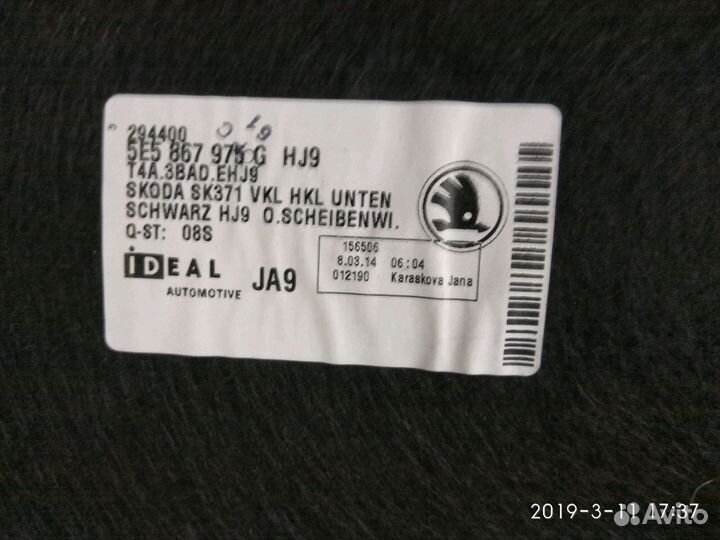 294400
5E5 867 975 G HJ9
T4A.3BAD.EHJ9
SKODA SK371 VKL HKL UNTEN
SCHWARZ HJ9 O.SCHEIBENWI.
Q-ST: 08S
iDEAL
AUTOMOTIVE
JA9
156506
8.03.14 06:04
012190 Karaskova Jana
2019-3-11 17:37
Avito